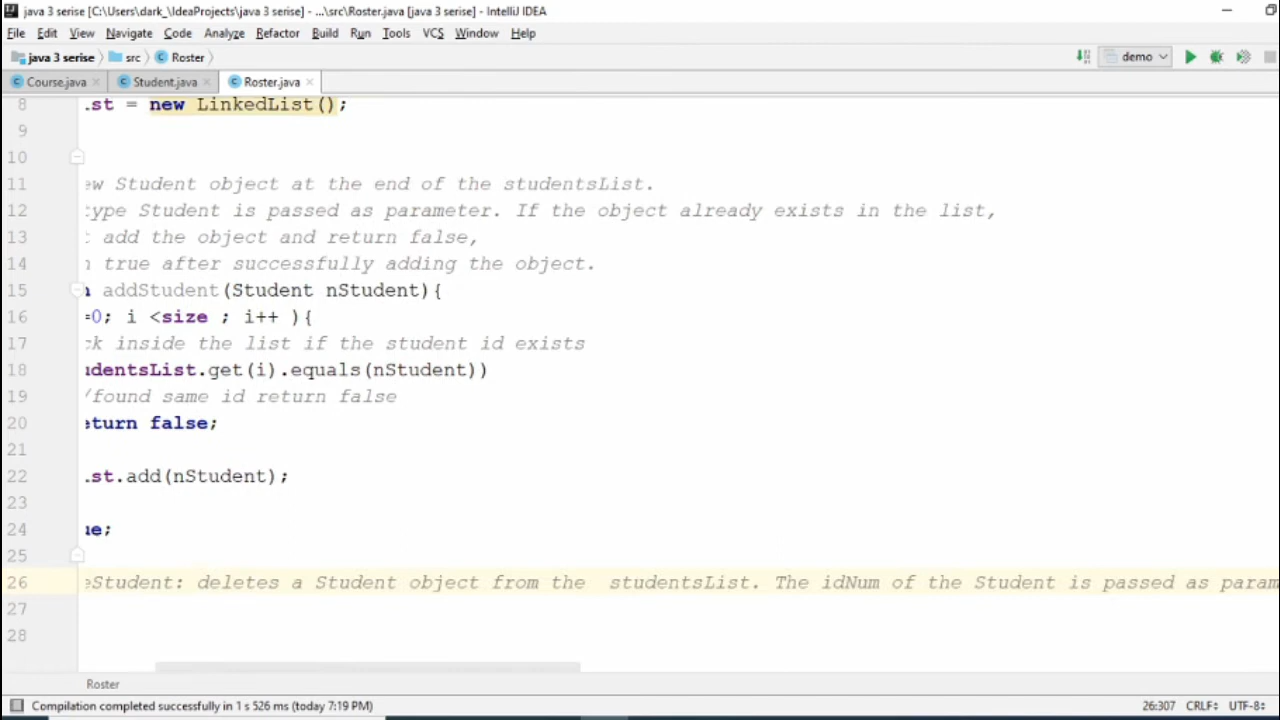 java 3 serise [C:\Users\dark_\IdeaProjects\java 3 serise] - ...\src\Roster.java [java 3 serise] - IntelliJ IDEA
File Edit View Navigate Code Analyze Refactor Build Run Tools VCS Window Help
java 3 serise src Roster demo
Course.java Student.java Roster.java
8 .st = new LinkedList();
9
10
11 ew Student object at the end of the studentsList.
12 type Student is passed as parameter. If the object already exists in the list,
13 t add the object and return false,
14 n true after successfully adding the object.
15 n addStudent(Student nStudent){
16 =0; i <size ; i++ ){
17 ck inside the list if the student id exists
18 udentsList.get(i).equals(nStudent))
19 /found same id return false
20 eturn false;
21
22 .st.add(nStudent);
23
24 ue;
25
26 eStudent: deletes a Student object from the  studentsList. The idNum of the Student is passed as param
27
28
Roster
Compilation completed successfully in 1 s 526 ms (today 7:19 PM) 26:307 CRLF UTF-8